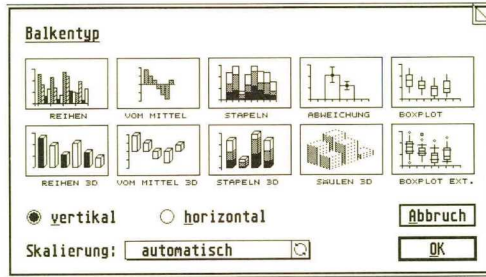 Balkentyp
REIHEN VOM MITTEL STAPELN ABWEICHUNG BOXPLOT
REIHEN 3D VOM MITTEL 3D STAPELN 3D SÄULEN 3D BOXPLOT EXT.
vertikal horizontal Abbruch
Skalierung: automatisch OK